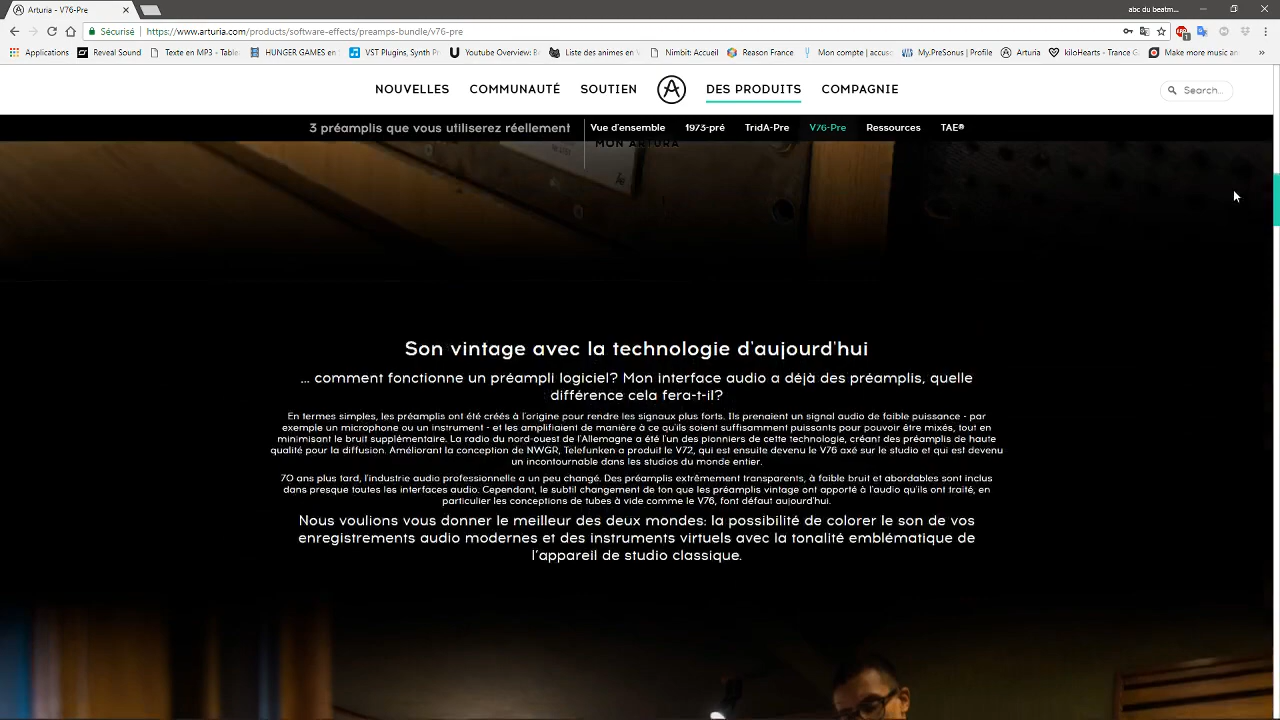 Arturia - V76-Pre
abc du beatm...
Sécurisé
https://www.arturia.com/products/software-effects/preamps-bundle/v76-pre
Applications
Reveal Sound
Texte en MP3 - Table
HUNGER GAMES en
VST Plugins, Synth P
Youtube Overview: B
Liste des animes en V
Nimbit: Accueil
Reason France
Mon compte | accus
My.PreSonus | Profile
Arturia
kiloHearts - Trance G
Make more music ar
NOUVELLES
COMMUNAUTÉ
SOUTIEN
DES PRODUITS
COMPAGNIE
Search...
3 préamplis que vous utiliserez réellement
Vue d'ensemble
1973-pré
TridA-Pre
V76-Pre
Ressources
TAE®
MON ARTURIA
Son vintage avec la technologie d'aujourd'hui
... comment fonctionne un préampli logiciel? Mon interface audio a déjà des préamplis, quelle
différence cela fera-t-il?
En termes simples, les préamplis ont été créés à l'origine pour rendre les signaux plus forts. Ils prenaient un signal audio de faible puissance - par
exemple un microphone ou un instrument - et les amplifiaient de manière à ce qu'ils soient suffisamment puissants pour pouvoir être mixés, tout en
minimisant le bruit supplémentaire. La radio du nord-ouest de l'Allemagne a été l'un des pionniers de cette technologie, créant des préamplis de haute
qualité pour la diffusion. Améliorant la conception de NWGR, Telefunken a produit le V72, qui est ensuite devenu le V76 axé sur le studio et qui est devenu
un incontournable dans les studios du monde entier.
70 ans plus tard, l'industrie audio professionnelle a un peu changé. Des préamplis extrêmement transparents, à faible bruit et abordables sont inclus
dans presque toutes les interfaces audio. Cependant, le subtil changement de ton que les préamplis vintage ont apporté à l'audio qu'ils ont traité, en
particulier les conceptions de tubes à vide comme le V76, font défaut aujourd'hui.
Nous voulions vous donner le meilleur des deux mondes: la possibilité de colorer le son de vos
enregistrements audio modernes et des instruments virtuels avec la tonalité emblématique de
l'appareil de studio classique.